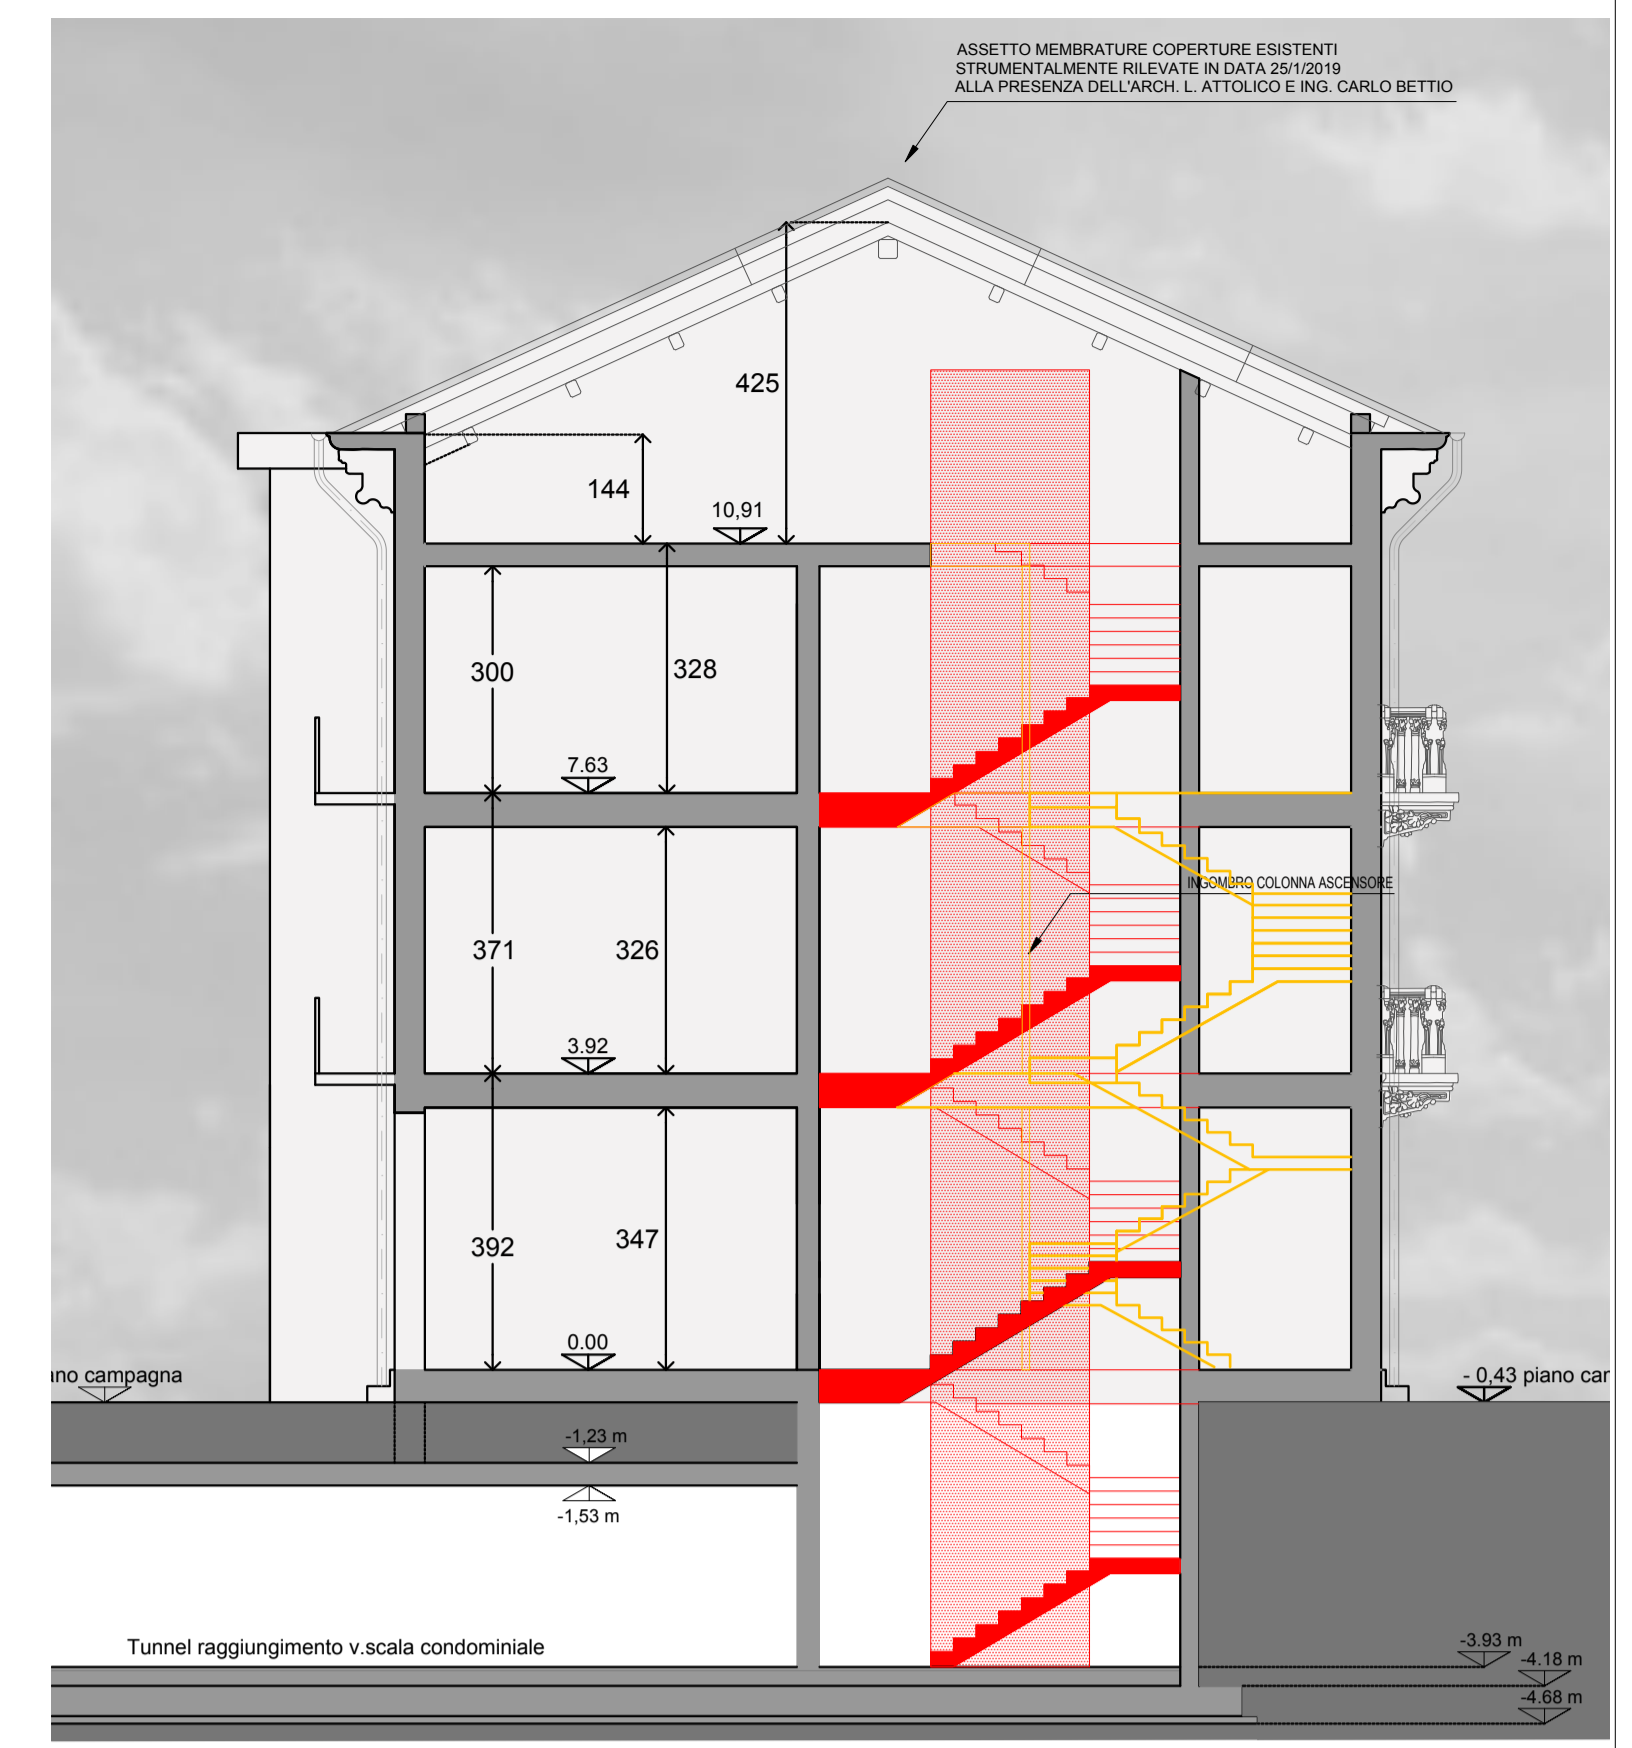 ASSETTO MEMBRATURE COPERTURE ESISTENTI
STRUMENTALMENTE RILEVATE IN DATA 25/1/2019
ALLA PRESENZA DELL'ARCH. L. ATTOLICO E ING. CARLO BETTIO
425
144
10,91
300
328
7.63
INGOMBRO COLONNA ASCENSORE
371
326
3.92
392
347
0.00
ano campagna
- 0,43 piano car
-1,23 m
-1,53 m
Tunnel raggiungimento v.scala condominiale
-3.93 m
-4.18 m
-4.68 m